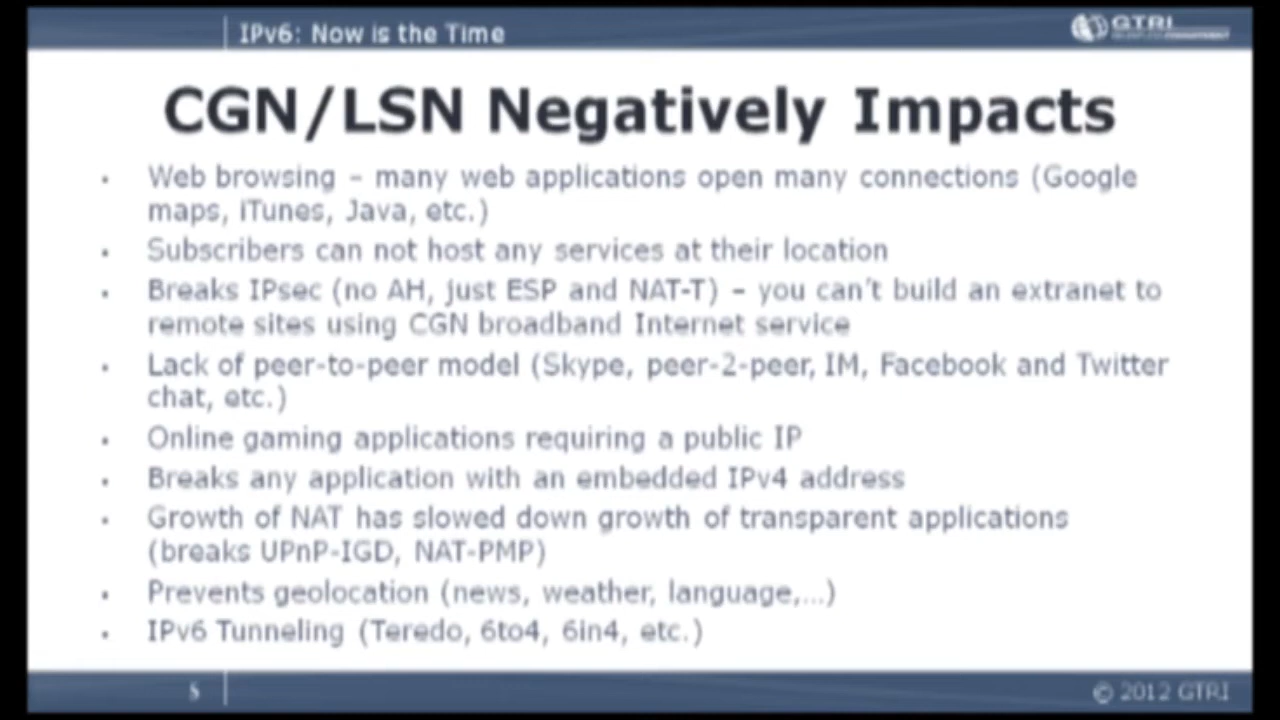 IPv6: Now is the Time
GTRI
CGN/LSN Negatively Impacts
• Web browsing – many web applications open many connections (Google
maps, iTunes, Java, etc.)
• Subscribers can not host any services at their location
• Breaks IPsec (no AH, just ESP and NAT-T) – you can't build an extranet to
remote sites using CGN broadband Internet service
• Lack of peer-to-peer model (Skype, peer-2-peer, IM, Facebook and Twitter
chat, etc.)
• Online gaming applications requiring a public IP
• Breaks any application with an embedded IPv4 address
• Growth of NAT has slowed down growth of transparent applications
(breaks UPnP-IGD, NAT-PMP)
• Prevents geolocation (news, weather, language,...)
• IPv6 Tunneling (Teredo, 6to4, 6in4, etc.)
5
© 2012 GTRI